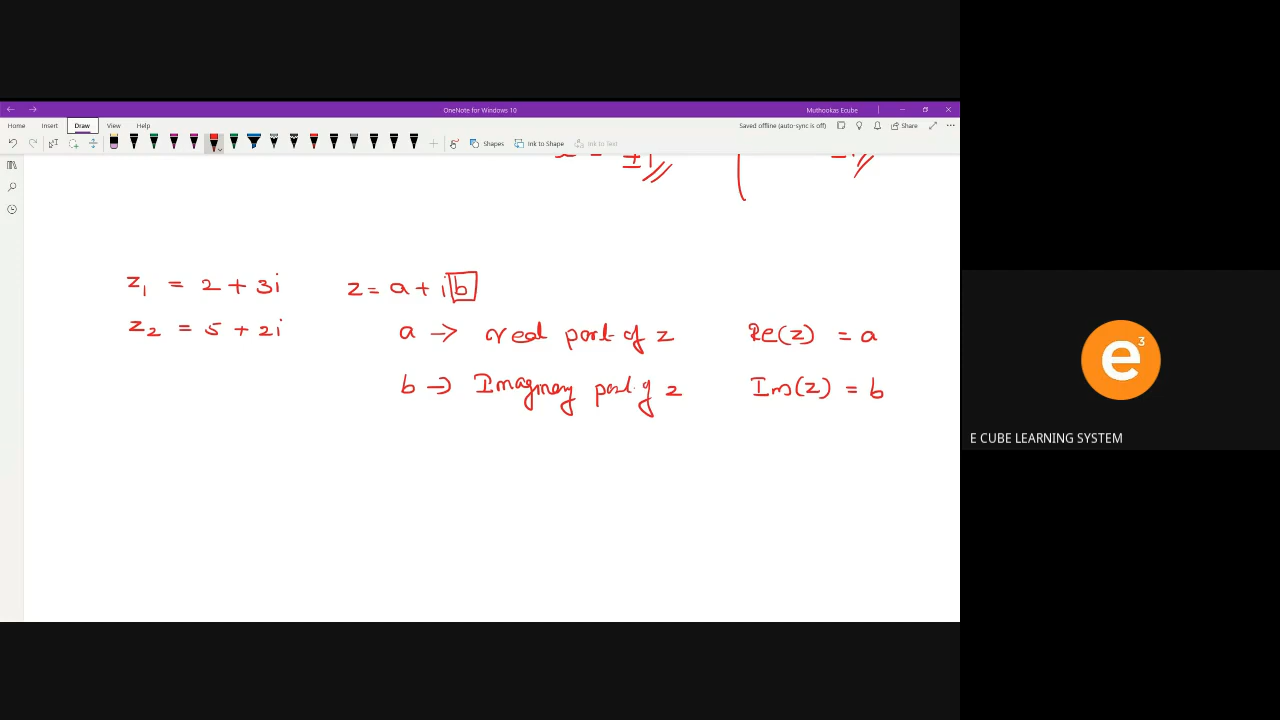 OneNote for Windows 10
Muthookas Ecube
Home Insert Draw View Help
Saved offline (auto-sync is off)
Share
Shapes Ink to Shape Ink to Text
±1
z1 = 2 + 3i
z = a + ib
z2 = 5 + 2i
a → real part of z Re(z) = a
b → Imaginary part of z Im(z) = b
e3
E CUBE LEARNING SYSTEM